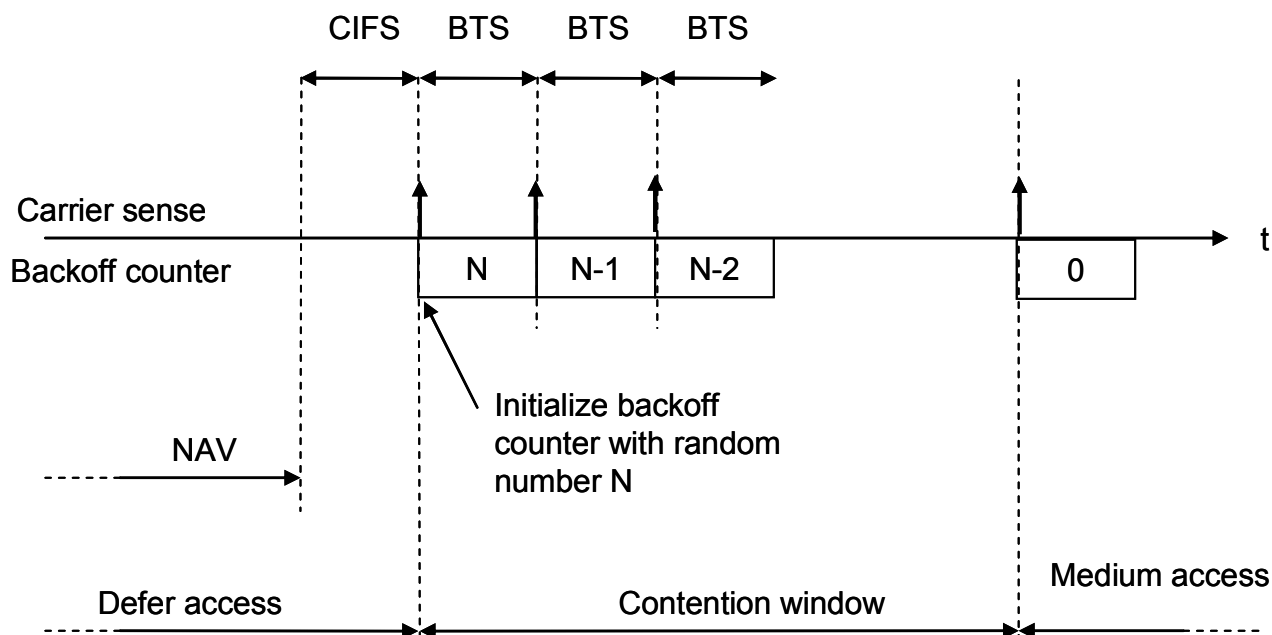 CIFS BTS BTS BTS
Carrier sense
t
Backoff counter
N N-1 N-2 0
Initialize backoff
counter with random
number N
NAV
Medium access
Defer access
Contention window